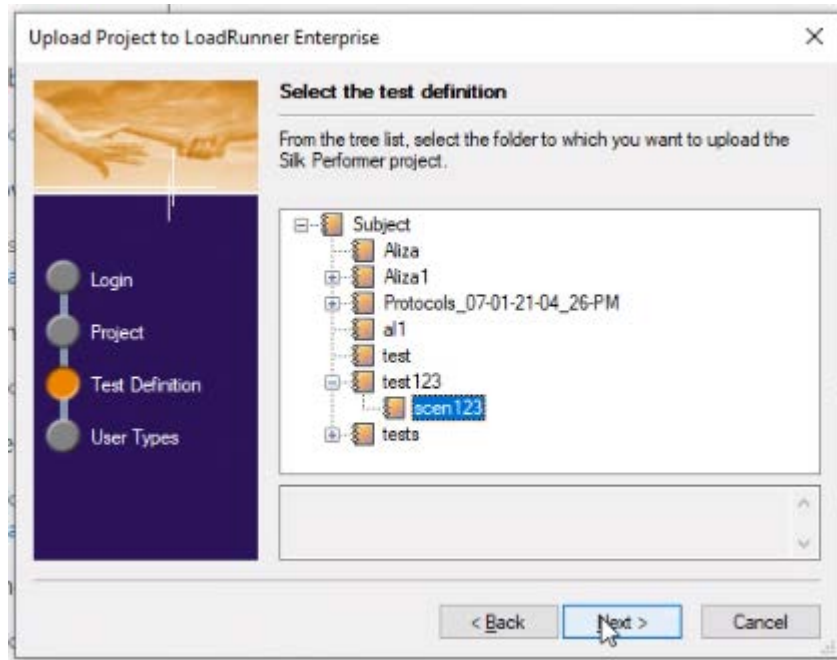 Upload Project to LoadRunner Enterprise
Select the test definition
From the tree list, select the folder to which you want to upload the
Silk Performer project.
Login
Project
Test Definition
User Types
Subject
Aliza
Aliza1
Protocols_07-01-21-04_26-PM
al1
test
test123
scen123
tests
< Back
Next >
Cancel